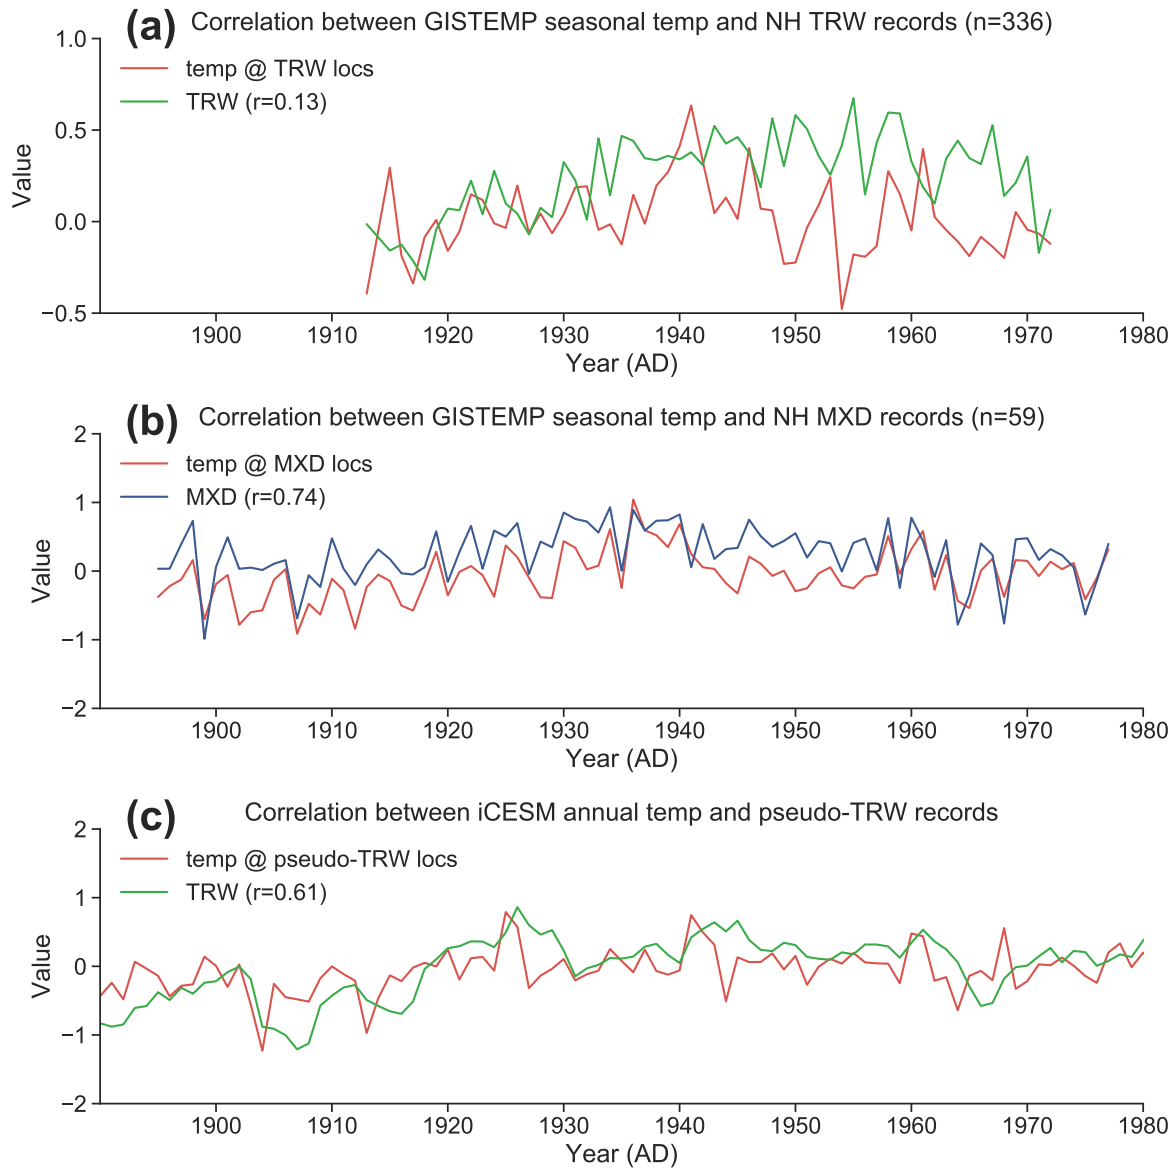 (a) Correlation between GISTEMP seasonal temp and NH TRW records (n=336)
1.0
temp @ TRW locs
TRW (r=0.13)
0.5
Value
0.0
−0.5
1900 1910 1920 1930 1940 1950 1960 1970 1980
Year (AD)
(b) Correlation between GISTEMP seasonal temp and NH MXD records (n=59)
2
temp @ MXD locs
MXD (r=0.74)
1
Value
0
−1
−2
1900 1910 1920 1930 1940 1950 1960 1970 1980
Year (AD)
(c) Correlation between iCESM annual temp and pseudo-TRW records
2
temp @ pseudo-TRW locs
TRW (r=0.61)
1
Value
0
−1
−2
1900 1910 1920 1930 1940 1950 1960 1970 1980
Year (AD)